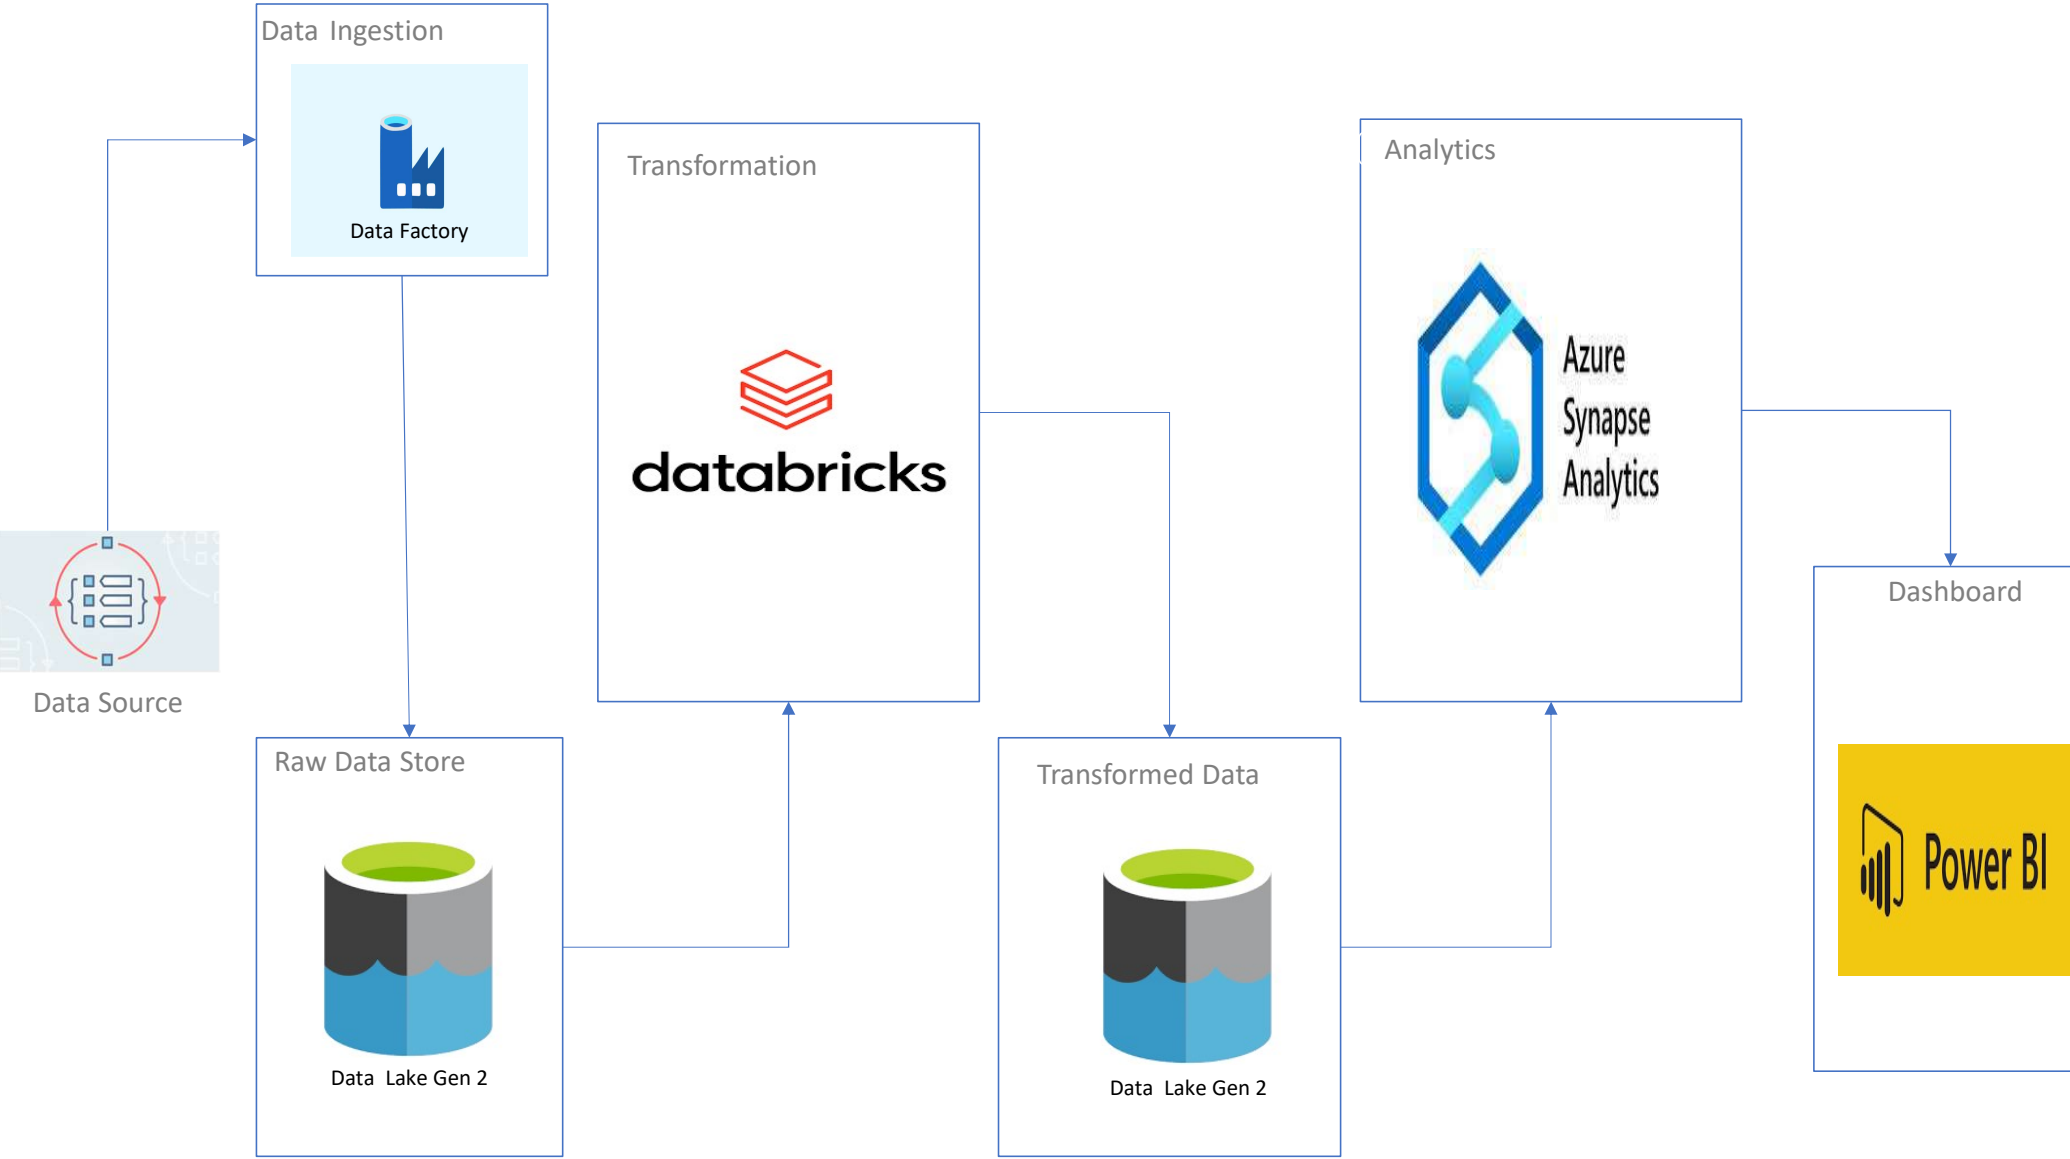 Data Ingestion
Data Factory
Data Source
Raw Data Store
Data Lake Gen 2
Transformation
databricks
Transformed Data
Data Lake Gen 2
Analytics
Azure
Synapse
Analytics
Dashboard
Power BI